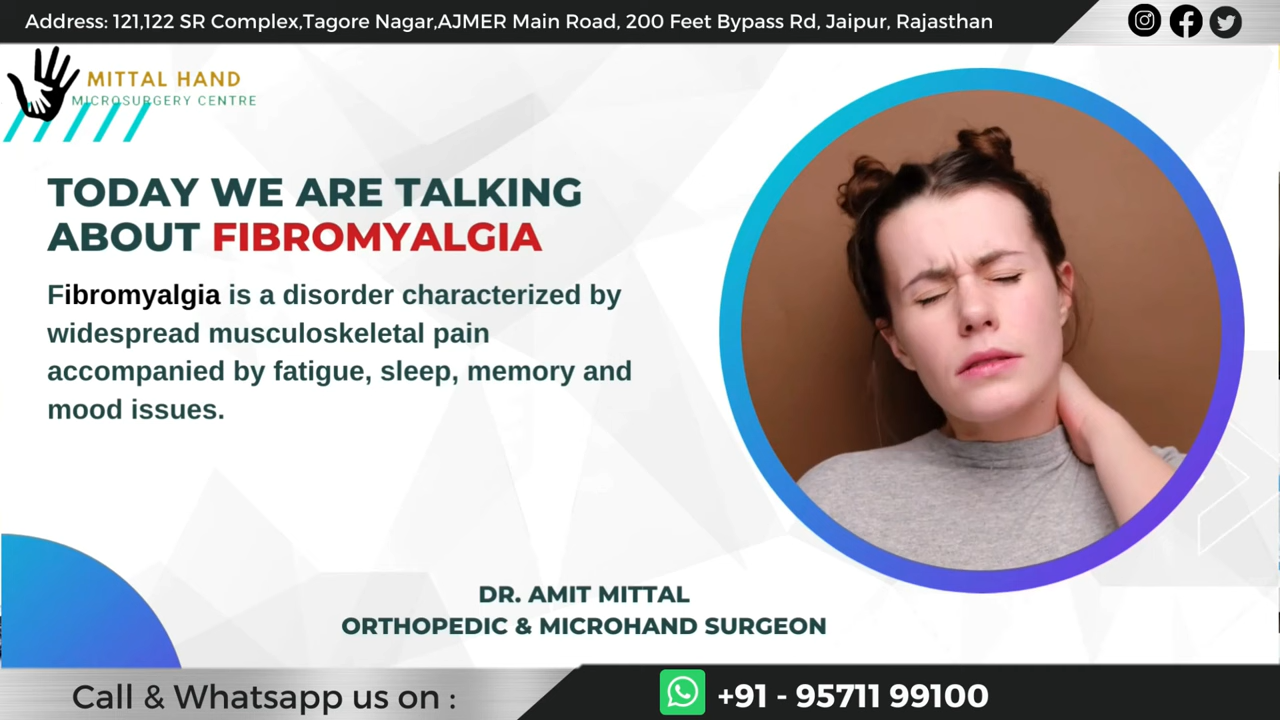 Address: 121,122 SR Complex,Tagore Nagar,AJMER Main Road, 200 Feet Bypass Rd, Jaipur, Rajasthan
MITTAL HAND
MICROSURGERY CENTRE
TODAY WE ARE TALKING
ABOUT FIBROMYALGIA
Fibromyalgia is a disorder characterized by
widespread musculoskeletal pain
accompanied by fatigue, sleep, memory and
mood issues.
DR. AMIT MITTAL
ORTHOPEDIC & MICROHAND SURGEON
Call & Whatsapp us on :
+91 - 95711 99100